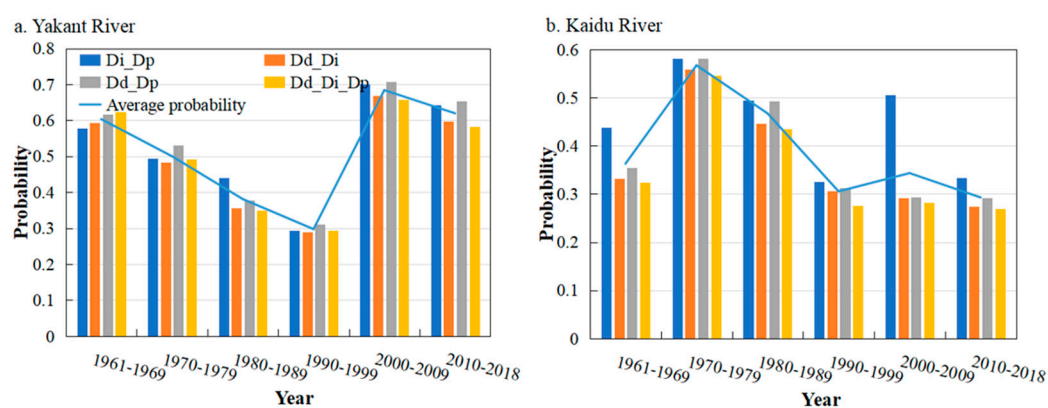 a. Yakant River
0.8
0.7
0.6
0.5
0.4
0.3
0.2
0.1
0
Probability
Di_Dp
Dd_Di
Dd_Dp
Dd_Di_Dp
Average probability
1961-1969
1970-1979
1980-1989
1990-1999
2000-2009
2010-2018
Year
b. Kaidu River
0.6
0.5
0.4
0.3
0.2
0.1
0
Probability
1961-1969
1970-1979
1980-1989
1990-1999
2000-2009
2010-2018
Year